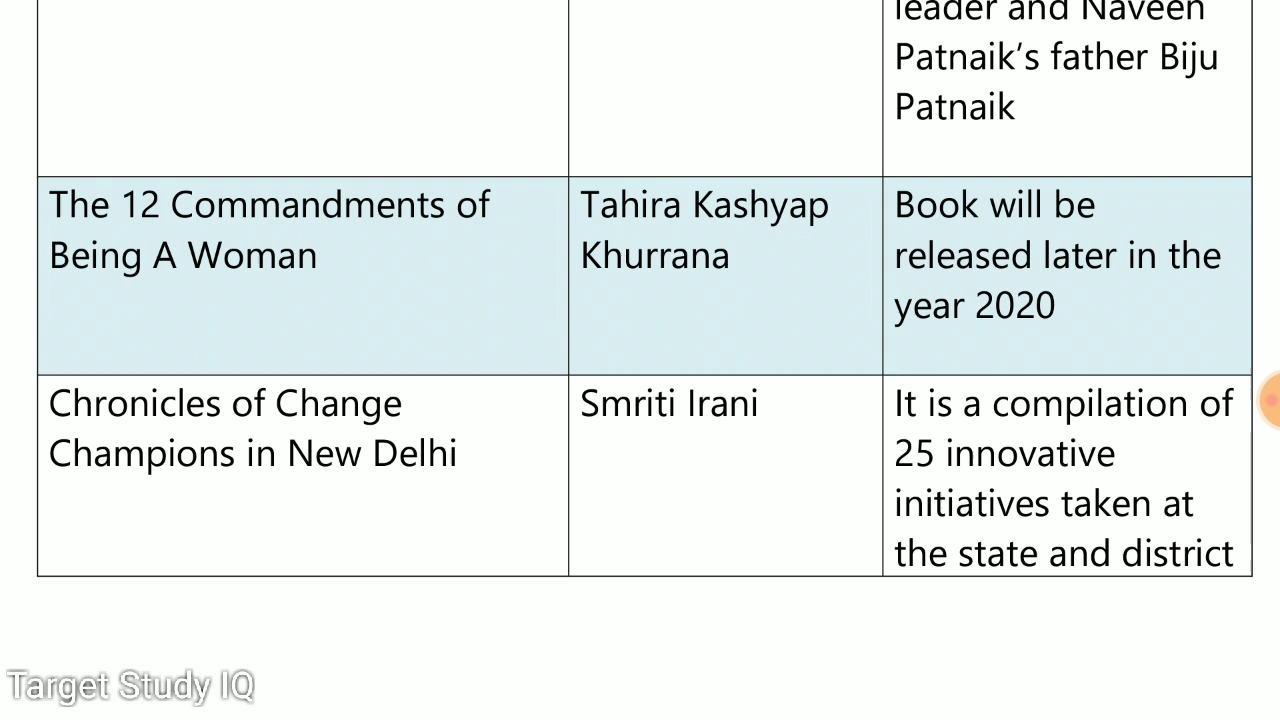 leader and Naveen
Patnaik’s father Biju
Patnaik
The 12 Commandments of
Being A Woman
Tahira Kashyap
Khurrana
Book will be
released later in the
year 2020
Chronicles of Change
Champions in New Delhi
Smriti Irani
It is a compilation of
25 innovative
initiatives taken at
the state and district
Target Study IQ